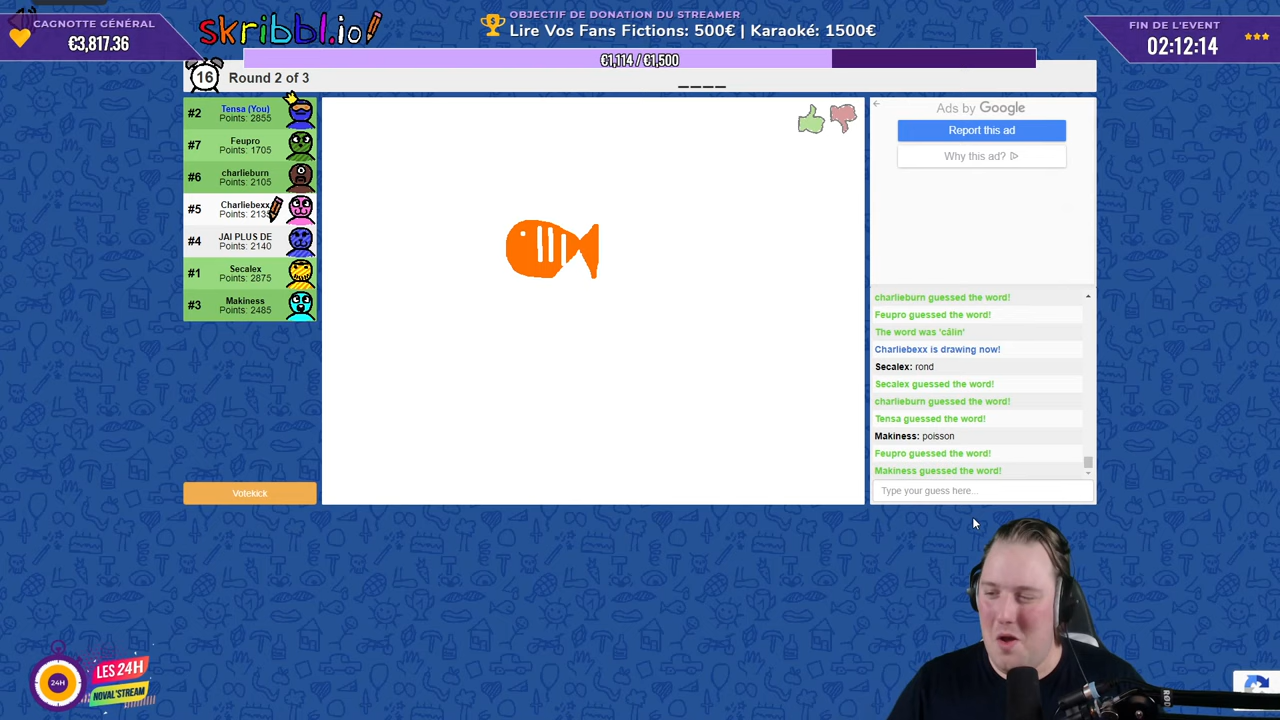 CAGNOTTE GÉNÉRAL
€3,817.36
skribbl.io
OBJECTIF DE DONATION DU STREAMER
Lire Vos Fans Fictions: 500€ | Karaoké: 1500€
€1,114 / €1,500
FIN DE L'EVENT
02:12:14
16
Round 2 of 3
_ _ _ _
#2
Tensa (You)
Points: 2855
#7
Feupro
Points: 1705
#6
charlieburn
Points: 2105
#5
Charliebexx
Points: 2135
#4
JAI PLUS DE
Points: 2140
#1
Secalex
Points: 2875
#3
Makiness
Points: 2485
Votekick
Ads by Google
Report this ad
Why this ad?
charlieburn guessed the word!
Feupro guessed the word!
The word was 'câlin'
Charliebexx is drawing now!
Secalex: rond
Secalex guessed the word!
charlieburn guessed the word!
Tensa guessed the word!
Makiness: poisson
Feupro guessed the word!
Makiness guessed the word!
Type your guess here...
24H
LES 24H
NOVAL'STREAM